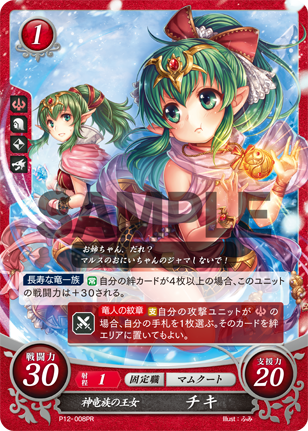 1
SAMPLE
お姉ちゃん、だれ？
マルスのおにいちゃんのジャマしないで！
長寿な竜一族 常 自分の絆カードが4枚以上の場合、このユニット
の戦闘力は＋30される。
竜人の紋章 支 自分の攻撃ユニットが
の場合、自分の手札を1枚選ぶ。そのカードを絆
エリアに置いてもよい。
戦闘力
30
射程 1 固定職 マムクート
支援力
20
神竜族の王女 チキ
P12-008PR
Illust：ふみ